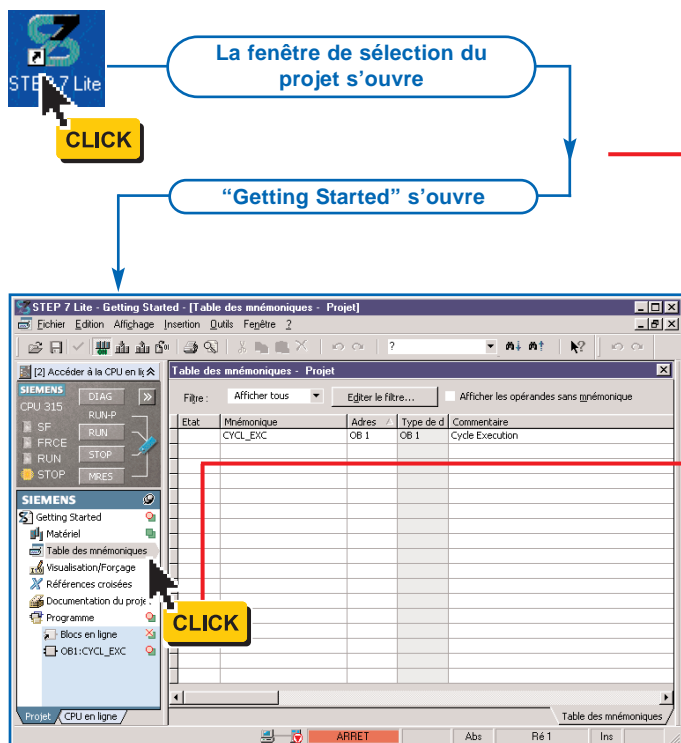 STEP 7 Lite
CLICK
La fenêtre de sélection du
projet s'ouvre
“Getting Started” s'ouvre
STEP 7 Lite - Getting Started - [Table des mnémoniques - Projet]
Fichier Edition Affichage Insertion Outils Fenêtre ?
?
[2] Accéder à la CPU en li
SIEMENS
CPU 315
DIAG
RUN-P
SF
RUN
FRCE
RUN
STOP
STOP
MRES
SIEMENS
Getting Started
Matériel
Table des mnémoniques
Visualisation/Forçage
Références croisées
Documentation du proje
Programme
Blocs en ligne
OB1:CYCL_EXC
Projet
CPU en ligne
CLICK
Table des mnémoniques - Projet
Filtre : Afficher tous Editer le filtre... Afficher les opérandes sans mnémonique
Etat Mnémonique Adres Type de d Commentaire
CYCL_EXC OB 1 OB 1 Cycle Execution
Table des mnémoniques
ARRET Abs Ré 1 Ins